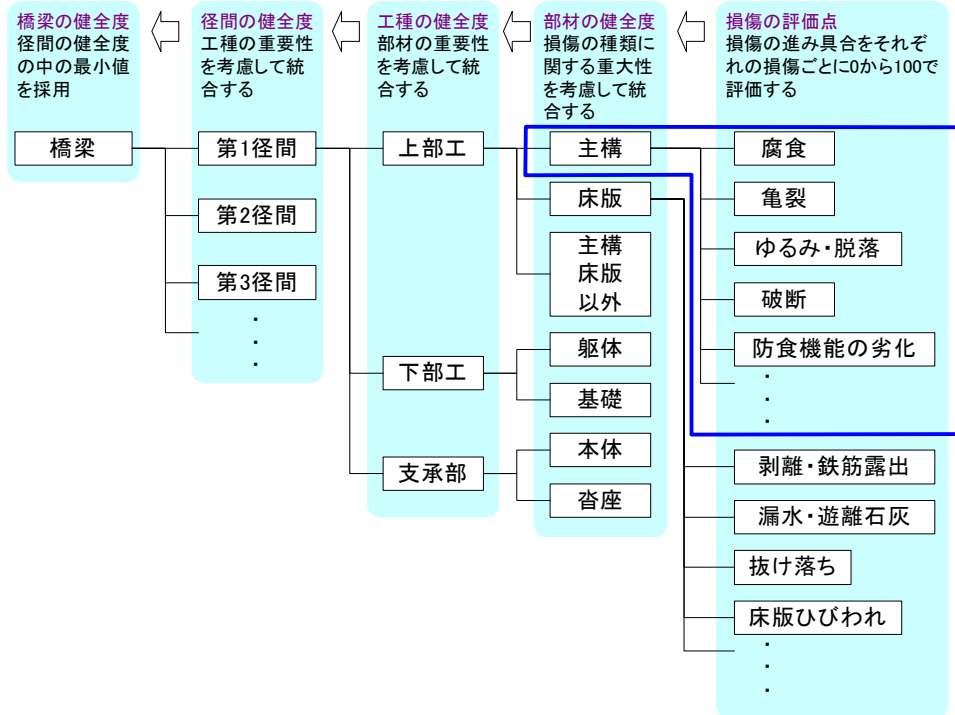 橋梁の健全度
径間の健全度
の中の最小値
を採用
径間の健全度
工種の重要性
を考慮して統
合する
工種の健全度
部材の重要性
を考慮して統
合する
部材の健全度
損傷の種類に
関する重大性
を考慮して統
合する
損傷の評価点
損傷の進み具合をそれぞ
れの損傷ごとに0から100で
評価する
橋梁
第1径間
第2径間
第3径間
・
・
・
上部工
下部工
支承部
主構
床版
主構
床版
以外
躯体
基礎
本体
沓座
腐食
亀裂
ゆるみ・脱落
破断
防食機能の劣化
・
・
・
剥離・鉄筋露出
漏水・遊離石灰
抜け落ち
床版ひびわれ
・
・
・